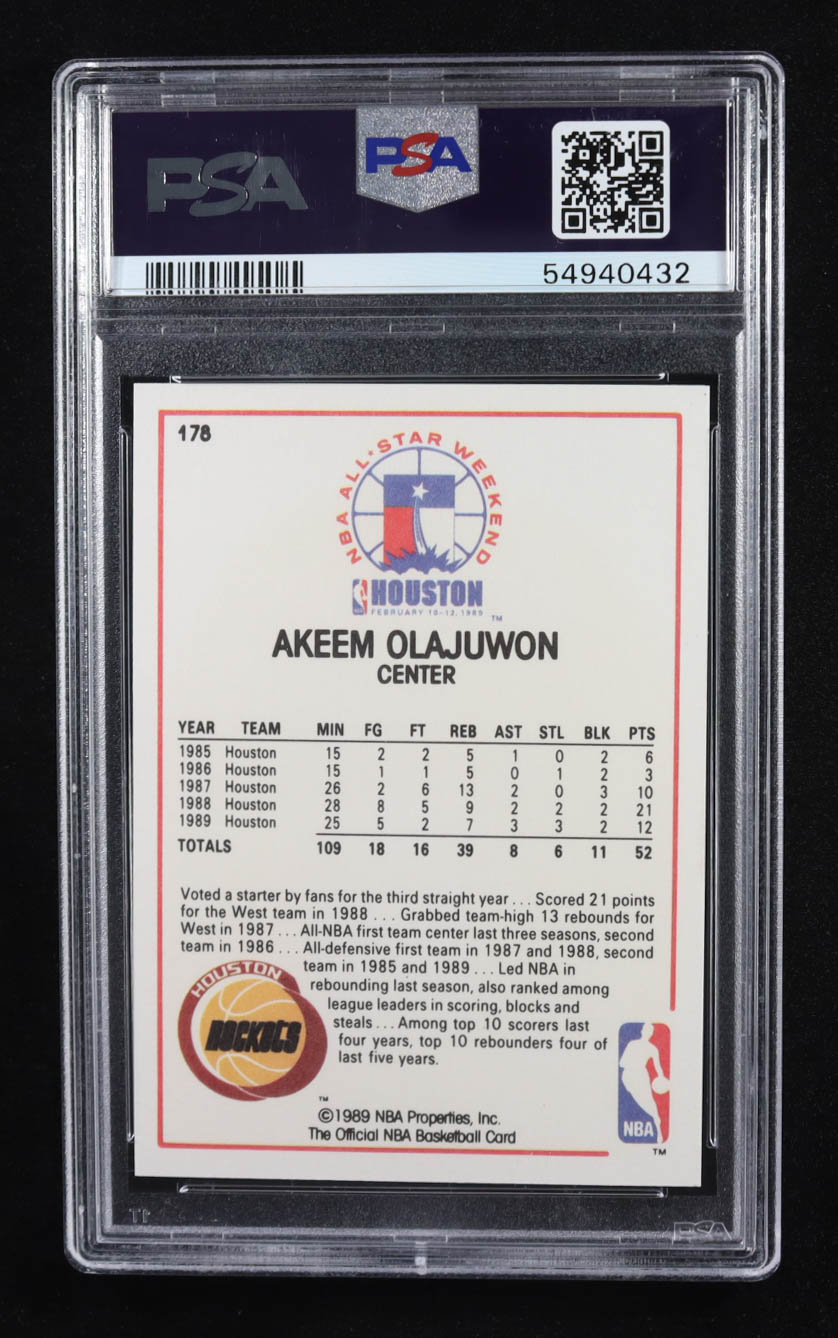 PSA
PSA
54940432
178
NBA ALL★STAR WEEKEND
HOUSTON
FEBRUARY 10-12, 1989
TM
AKEEM OLAJUWON
CENTER
YEAR TEAM MIN FG FT REB AST STL BLK PTS
1985 Houston 15 2 2 5 1 0 2 6
1986 Houston 15 1 1 5 0 1 2 3
1987 Houston 26 2 6 13 2 0 3 10
1988 Houston 28 8 5 9 2 2 2 21
1989 Houston 25 5 2 7 3 3 2 12
TOTALS 109 18 16 39 8 6 11 52
Voted a starter by fans for the third straight year . . . Scored 21 points
for the West team in 1988 . . . Grabbed team-high 13 rebounds for
West in 1987 . . . All-NBA first team center last three seasons, second
team in 1986 . . . All-defensive first team in 1987 and 1988, second
team in 1985 and 1989 . . . Led NBA in
rebounding last season, also ranked among
league leaders in scoring, blocks and
steals . . . Among top 10 scorers last
four years, top 10 rebounders four of
last five years.
HOUSTON
ROCKETS
TM
©1989 NBA Properties, Inc.
The Official NBA Basketball Card
NBA
TM
PSA